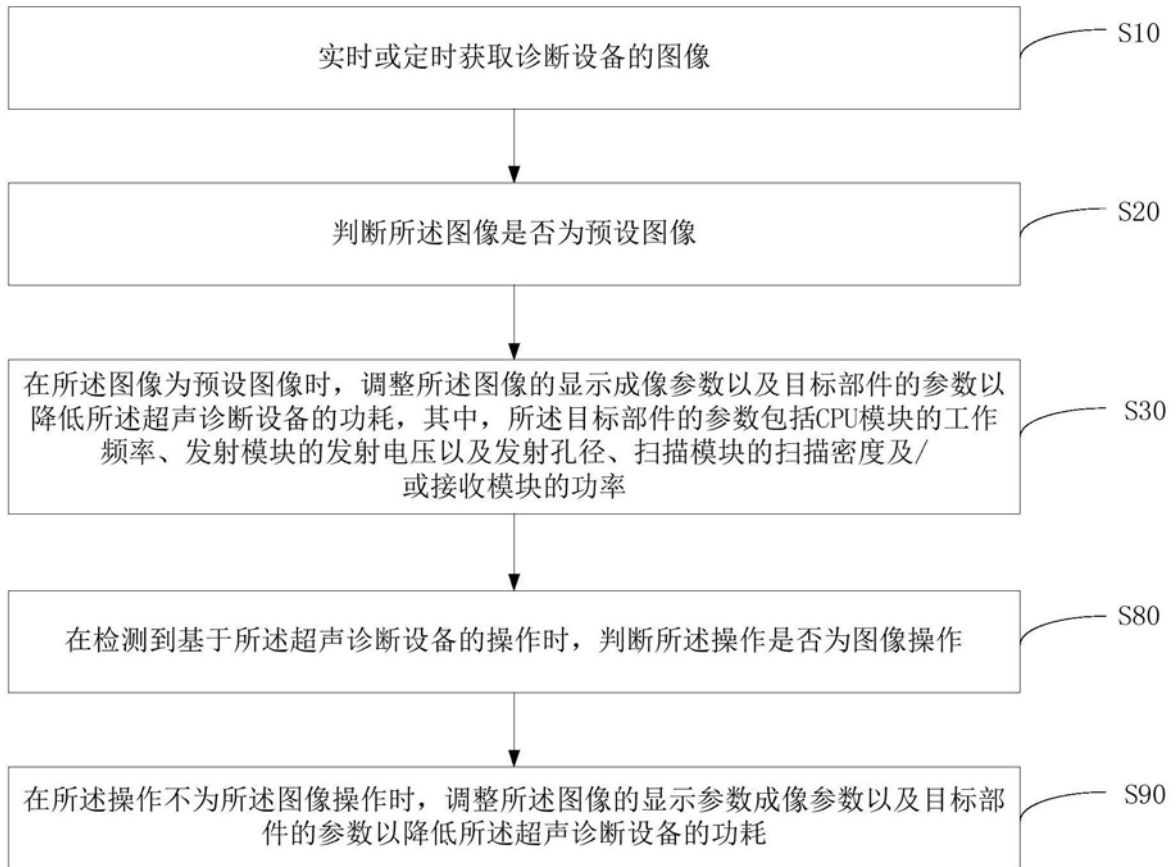 实时或定时获取诊断设备的图像
S10
判断所述图像是否为预设图像
S20
在所述图像为预设图像时，调整所述图像的显示成像参数以及目标部件的参数以
降低所述超声诊断设备的功耗，其中，所述目标部件的参数包括CPU模块的工作
频率、发射模块的发射电压以及发射孔径、扫描模块的扫描密度及/
或接收模块的功率
S30
在检测到基于所述超声诊断设备的操作时，判断所述操作是否为图像操作
S80
在所述操作不为所述图像操作时，调整所述图像的显示参数成像参数以及目标部
件的参数以降低所述超声诊断设备的功耗
S90